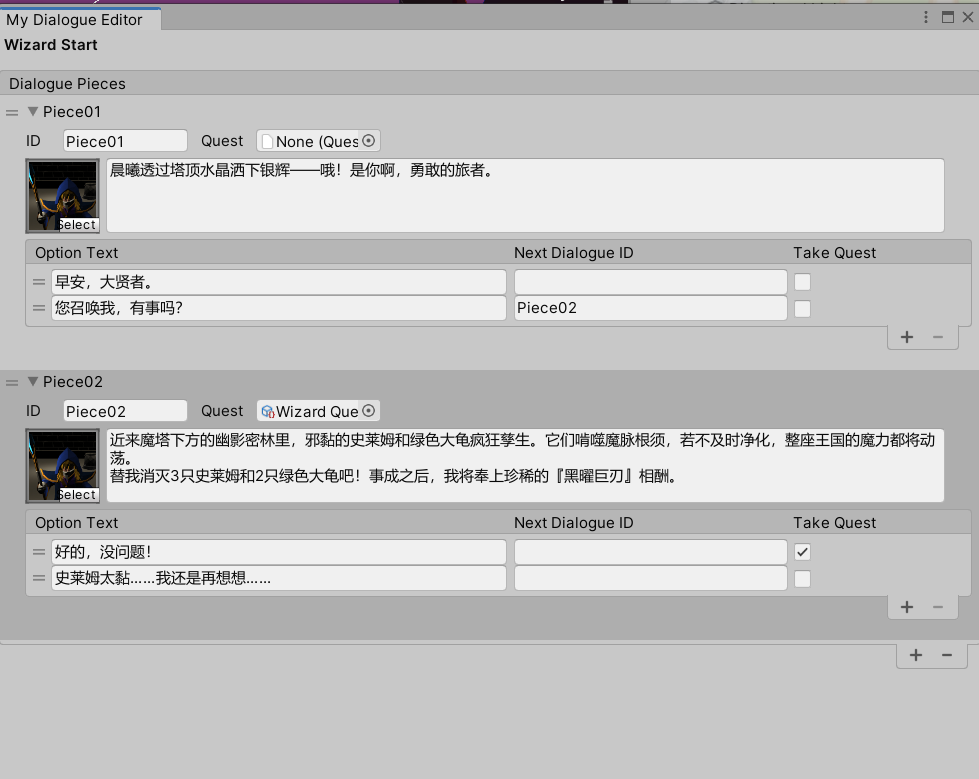 My Dialogue Editor
Wizard Start
Dialogue Pieces
Piece01
ID Piece01 Quest None (Ques
晨曦透过塔顶水晶洒下银辉——哦！是你啊，勇敢的旅者。
Select
Option Text Next Dialogue ID Take Quest
早安，大贤者。
您召唤我，有事吗？ Piece02
+ −
Piece02
ID Piece02 Quest Wizard Que
近来魔塔下方的幽影密林里，邪黏的史莱姆和绿色大龟疯狂孳生。它们啃噬魔脉根须，若不及时净化，整座王国的魔力都将动
荡。
替我消灭3只史莱姆和2只绿色大龟吧！事成之后，我将奉上珍稀的『黑曜巨刃』相酬。
Select
Option Text Next Dialogue ID Take Quest
好的，没问题！
史莱姆太黏……我还是再想想……
+ −
+ −